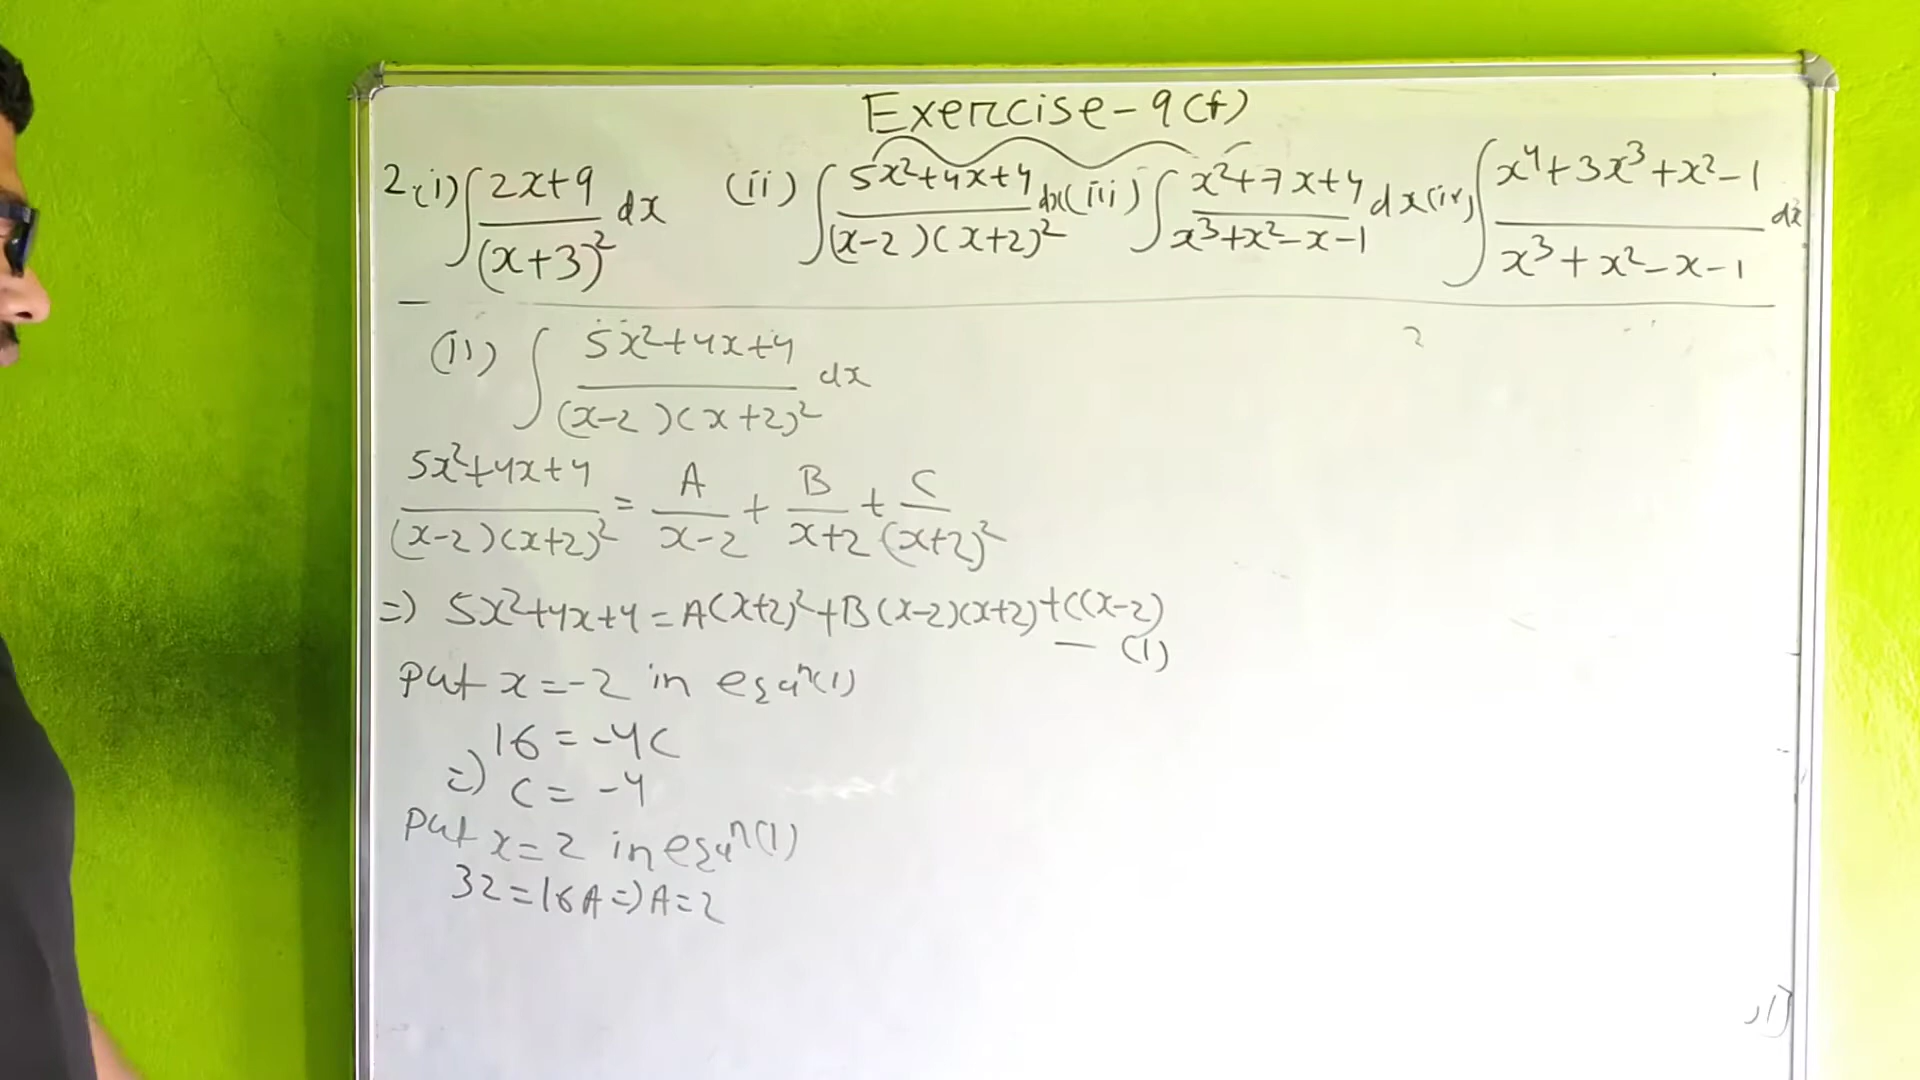 Exercise-9(f)
2.(i) ∫ 2x+9 / (x+3)² dx (ii) ∫ 5x²+4x+4 / (x-2)(x+2)² dx (iii) ∫ x²+7x+4 / x³+x²-x-1 dx (iv) ∫ x⁴+3x³+x²-1 / x³+x²-x-1 dx
(ii) ∫ 5x²+4x+4 / (x-2)(x+2)² dx
5x²+4x+4 / (x-2)(x+2)² = A / x-2 + B / x+2 + C / (x+2)²
=) 5x²+4x+4 = A(x+2)²+B(x-2)(x+2)+C(x-2)
— (1)
Put x=-2 in eqⁿ(1)
16 = -4C
=) C = -4
Put x=2 in eqⁿ(1)
32=16A=)A=2